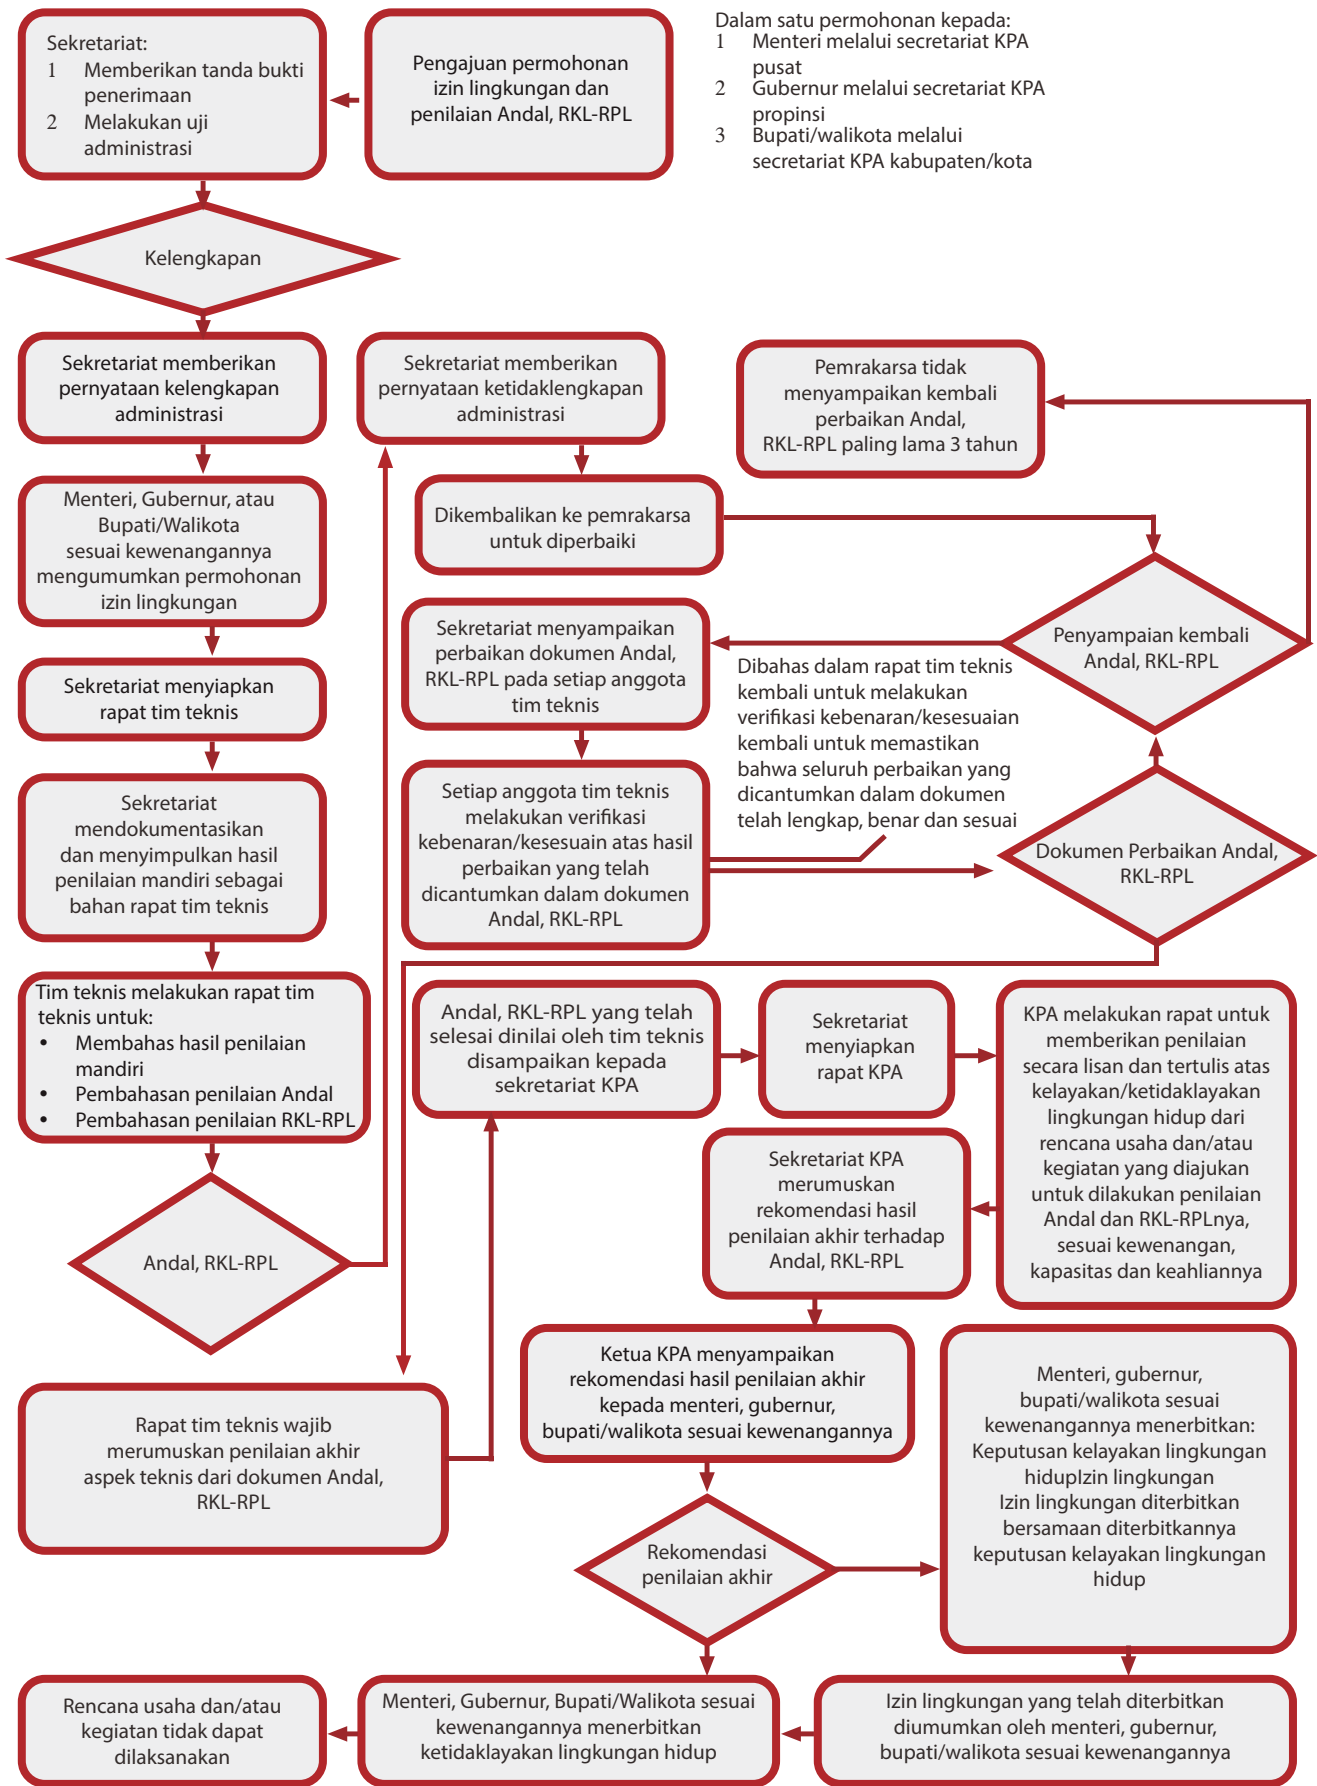 Sekretariat:
1 Memberikan tanda bukti
penerimaan
2 Melakukan uji
administrasi
Pengajuan permohonan
izin lingkungan dan
penilaian Andal, RKL-RPL
Dalam satu permohonan kepada:
1 Menteri melalui secretariat KPA
pusat
2 Gubernur melalui secretariat KPA
propinsi
3 Bupati/walikota melalui
secretariat KPA kabupaten/kota
Kelengkapan
Sekretariat memberikan
pernyataan kelengkapan
administrasi
Sekretariat memberikan
pernyataan ketidaklengkapan
administrasi
Pemrakarsa tidak
menyampaikan kembali
perbaikan Andal,
RKL-RPL paling lama 3 tahun
Menteri, Gubernur, atau
Bupati/Walikota
sesuai kewenangannya
mengumumkan permohonan
izin lingkungan
Dikembalikan ke pemrakarsa
untuk diperbaiki
Sekretariat menyampaikan
perbaikan dokumen Andal,
RKL-RPL pada setiap anggota
tim teknis
Penyampaian kembali
Andal, RKL-RPL
Sekretariat menyiapkan
rapat tim teknis
Dibahas dalam rapat tim teknis
kembali untuk melakukan
verifikasi kebenaran/kesesuaian
kembali untuk memastikan
bahwa seluruh perbaikan yang
dicantumkan dalam dokumen
telah lengkap, benar dan sesuai
Sekretariat
mendokumentasikan
dan menyimpulkan hasil
penilaian mandiri sebagai
bahan rapat tim teknis
Setiap anggota tim teknis
melakukan verifikasi
kebenaran/kesesuain atas hasil
perbaikan yang telah
dicantumkan dalam dokumen
Andal, RKL-RPL
Dokumen Perbaikan Andal,
RKL-RPL
Tim teknis melakukan rapat tim
teknis untuk:
• Membahas hasil penilaian
mandiri
• Pembahasan penilaian Andal
• Pembahasan penilaian RKL-RPL
Andal, RKL-RPL yang telah
selesai dinilai oleh tim teknis
disampaikan kepada
sekretariat KPA
Sekretariat
menyiapkan
rapat KPA
KPA melakukan rapat untuk
memberikan penilaian
secara lisan dan tertulis atas
kelayakan/ketidaklayakan
lingkungan hidup dari
rencana usaha dan/atau
kegiatan yang diajukan
untuk dilakukan penilaian
Andal dan RKL-RPLnya,
sesuai kewenangan,
kapasitas dan keahliannya
Sekretariat KPA
merumuskan
rekomendasi hasil
penilaian akhir terhadap
Andal, RKL-RPL
Andal, RKL-RPL
Ketua KPA menyampaikan
rekomendasi hasil penilaian akhir
kepada menteri, gubernur,
bupati/walikota sesuai kewenangannya
Menteri, gubernur,
bupati/walikota sesuai
kewenangannya menerbitkan:
Keputusan kelayakan lingkungan
hidupIzin lingkungan
Izin lingkungan diterbitkan
bersamaan diterbitkannya
keputusan kelayakan lingkungan
hidup
Rapat tim teknis wajib
merumuskan penilaian akhir
aspek teknis dari dokumen Andal,
RKL-RPL
Rekomendasi
penilaian akhir
Rencana usaha dan/atau
kegiatan tidak dapat
dilaksanakan
Menteri, Gubernur, Bupati/Walikota sesuai
kewenangannya menerbitkan
ketidaklayakan lingkungan hidup
Izin lingkungan yang telah diterbitkan
diumumkan oleh menteri, gubernur,
bupati/walikota sesuai kewenangannya